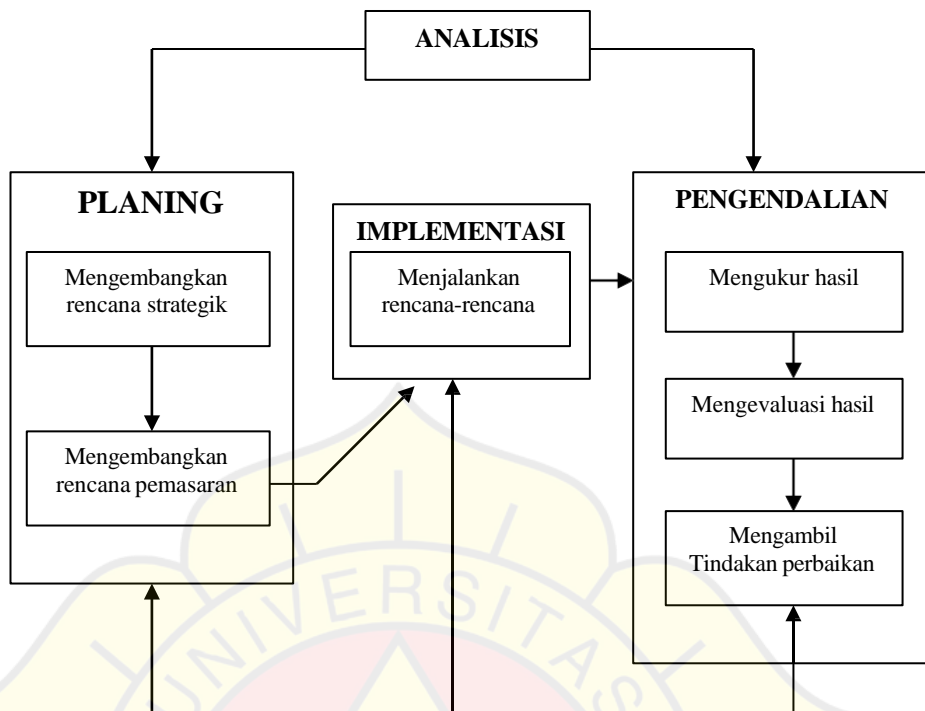 ANALISIS
PLANING
Mengembangkan
rencana strategik
Mengembangkan
rencana pemasaran
IMPLEMENTASI
Menjalankan
rencana-rencana
PENGENDALIAN
Mengukur hasil
Mengevaluasi hasil
Mengambil
Tindakan perbaikan
UNIVERSITAS